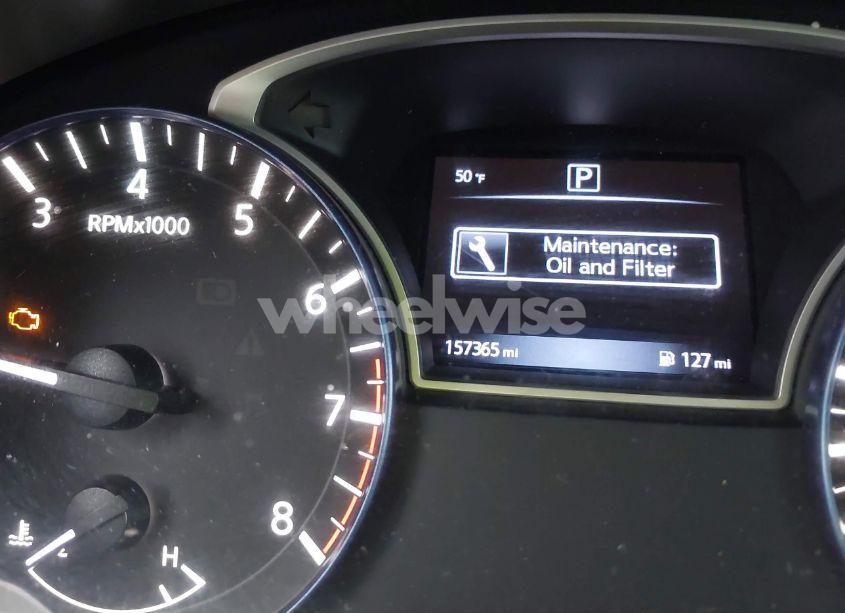 50 °F
P
Maintenance:
Oil and Filter
157365 mi
127 mi
3
4
5
6
7
8
RPMx1000
H
wheelwise